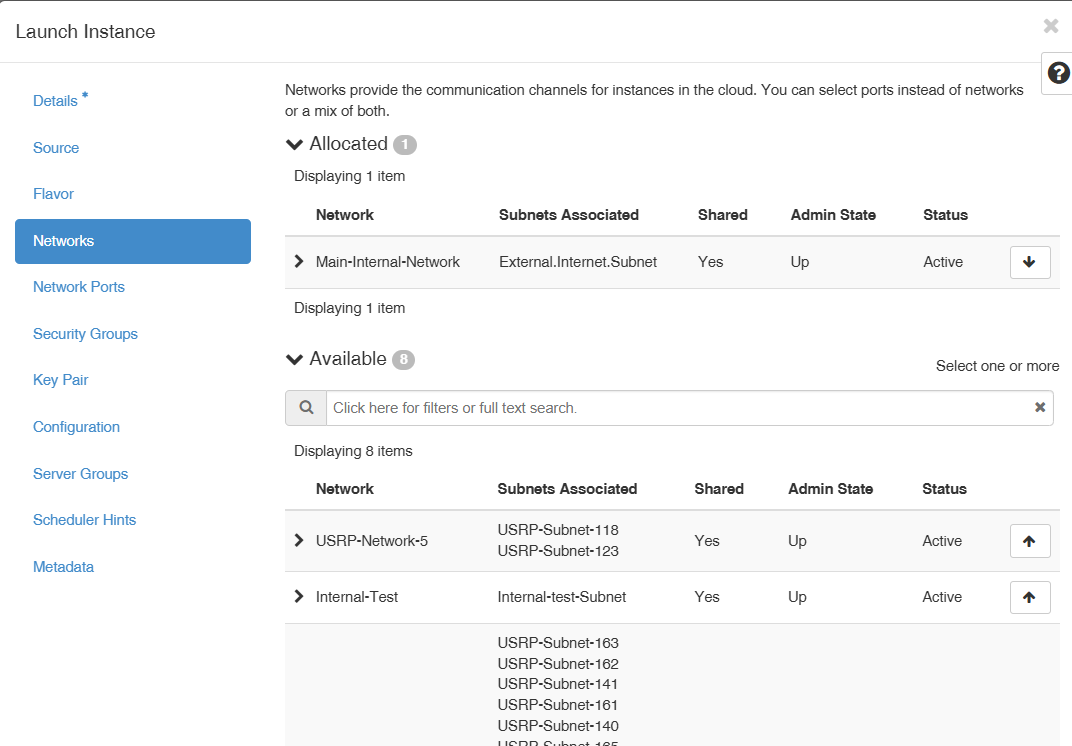 Launch Instance
Details *
Source
Flavor
Networks
Network Ports
Security Groups
Key Pair
Configuration
Server Groups
Scheduler Hints
Metadata
Networks provide the communication channels for instances in the cloud. You can select ports instead of networks
or a mix of both.
Allocated 1
Displaying 1 item
Network Subnets Associated Shared Admin State Status
Main-Internal-Network External.Internet.Subnet Yes Up Active
Displaying 1 item
Available 8
Select one or more
Click here for filters or full text search.
Displaying 8 items
Network Subnets Associated Shared Admin State Status
USRP-Network-5 USRP-Subnet-118 Yes Up Active
USRP-Subnet-123
Internal-Test Internal-test-Subnet Yes Up Active
USRP-Subnet-163
USRP-Subnet-162
USRP-Subnet-141
USRP-Subnet-161
USRP-Subnet-140
USRP-Subnet-165